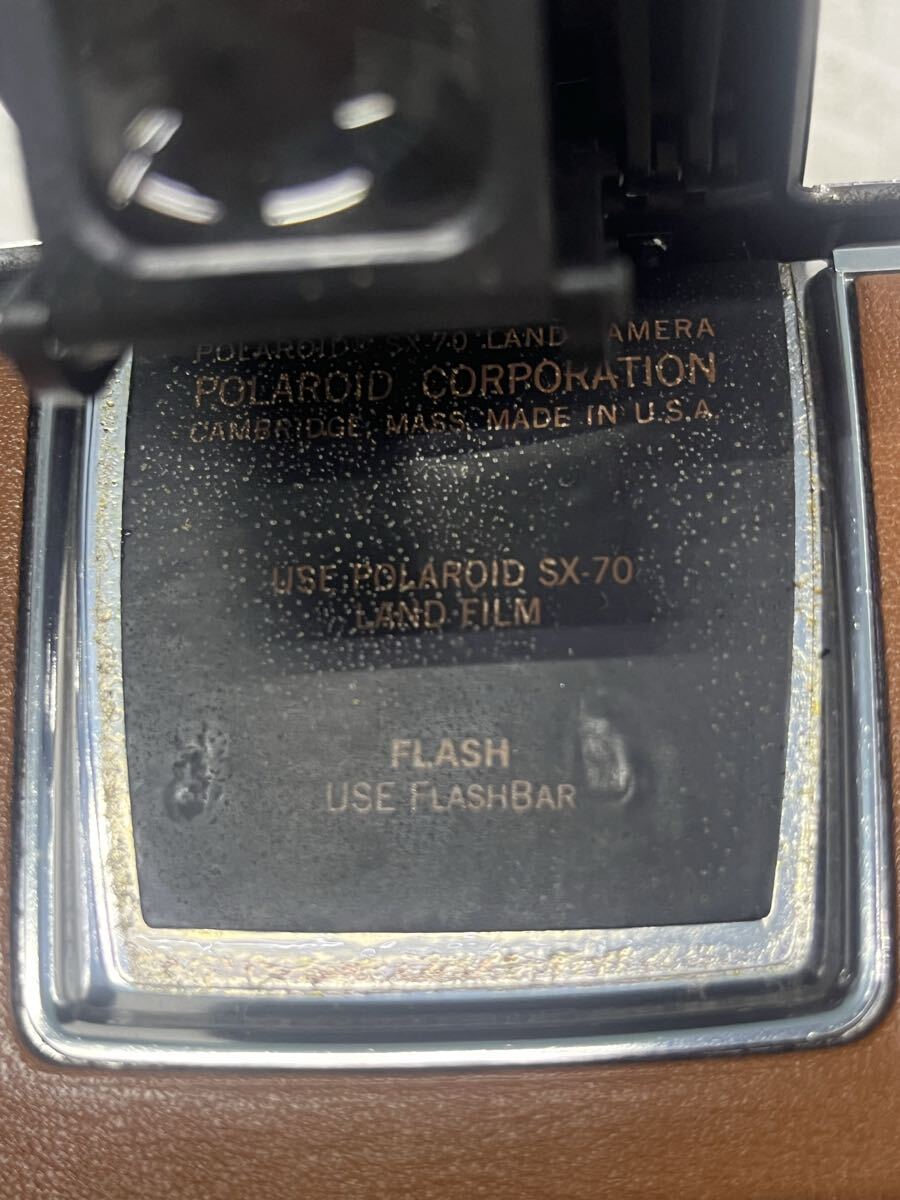 POLAROID SX-70 LAND AMERA
POLAROID CORPORATION
CAMBRIDGE, MASS. MADE IN U.S.A.
USE POLAROID SX-70
LAND FILM
FLASH
USE FLASHBAR